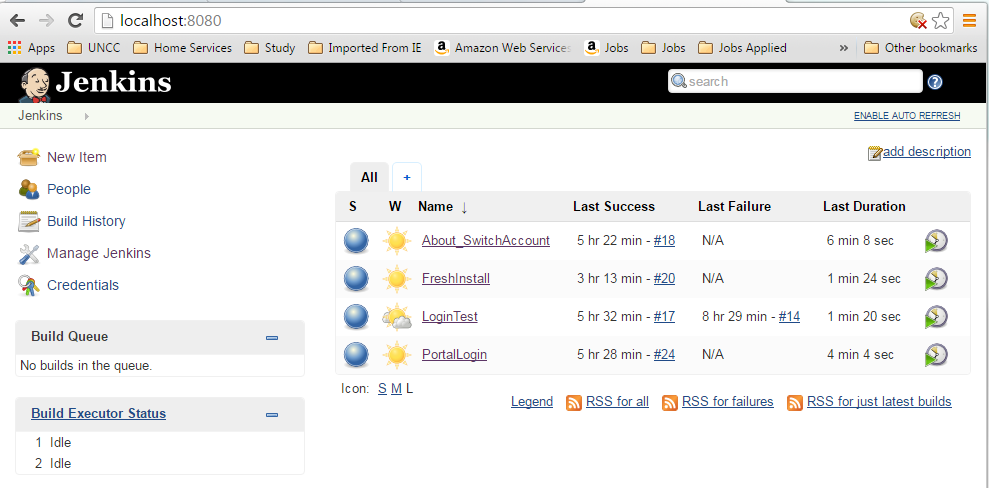 localhost:8080
Apps UNCC Home Services Study Imported From IE Amazon Web Services Jobs Jobs Jobs Applied » Other bookmarks
Jenkins search
Jenkins ENABLE AUTO REFRESH
New Item
People
Build History
Manage Jenkins
Credentials
Build Queue
No builds in the queue.
Build Executor Status
1 Idle
2 Idle
add description
All +
S W Name ↓ Last Success Last Failure Last Duration
About_SwitchAccount 5 hr 22 min - #18 N/A 6 min 8 sec
FreshInstall 3 hr 13 min - #20 N/A 1 min 24 sec
LoginTest 5 hr 32 min - #17 8 hr 29 min - #14 1 min 20 sec
PortalLogin 5 hr 28 min - #24 N/A 4 min 4 sec
Icon: S M L
Legend RSS for all RSS for failures RSS for just latest builds